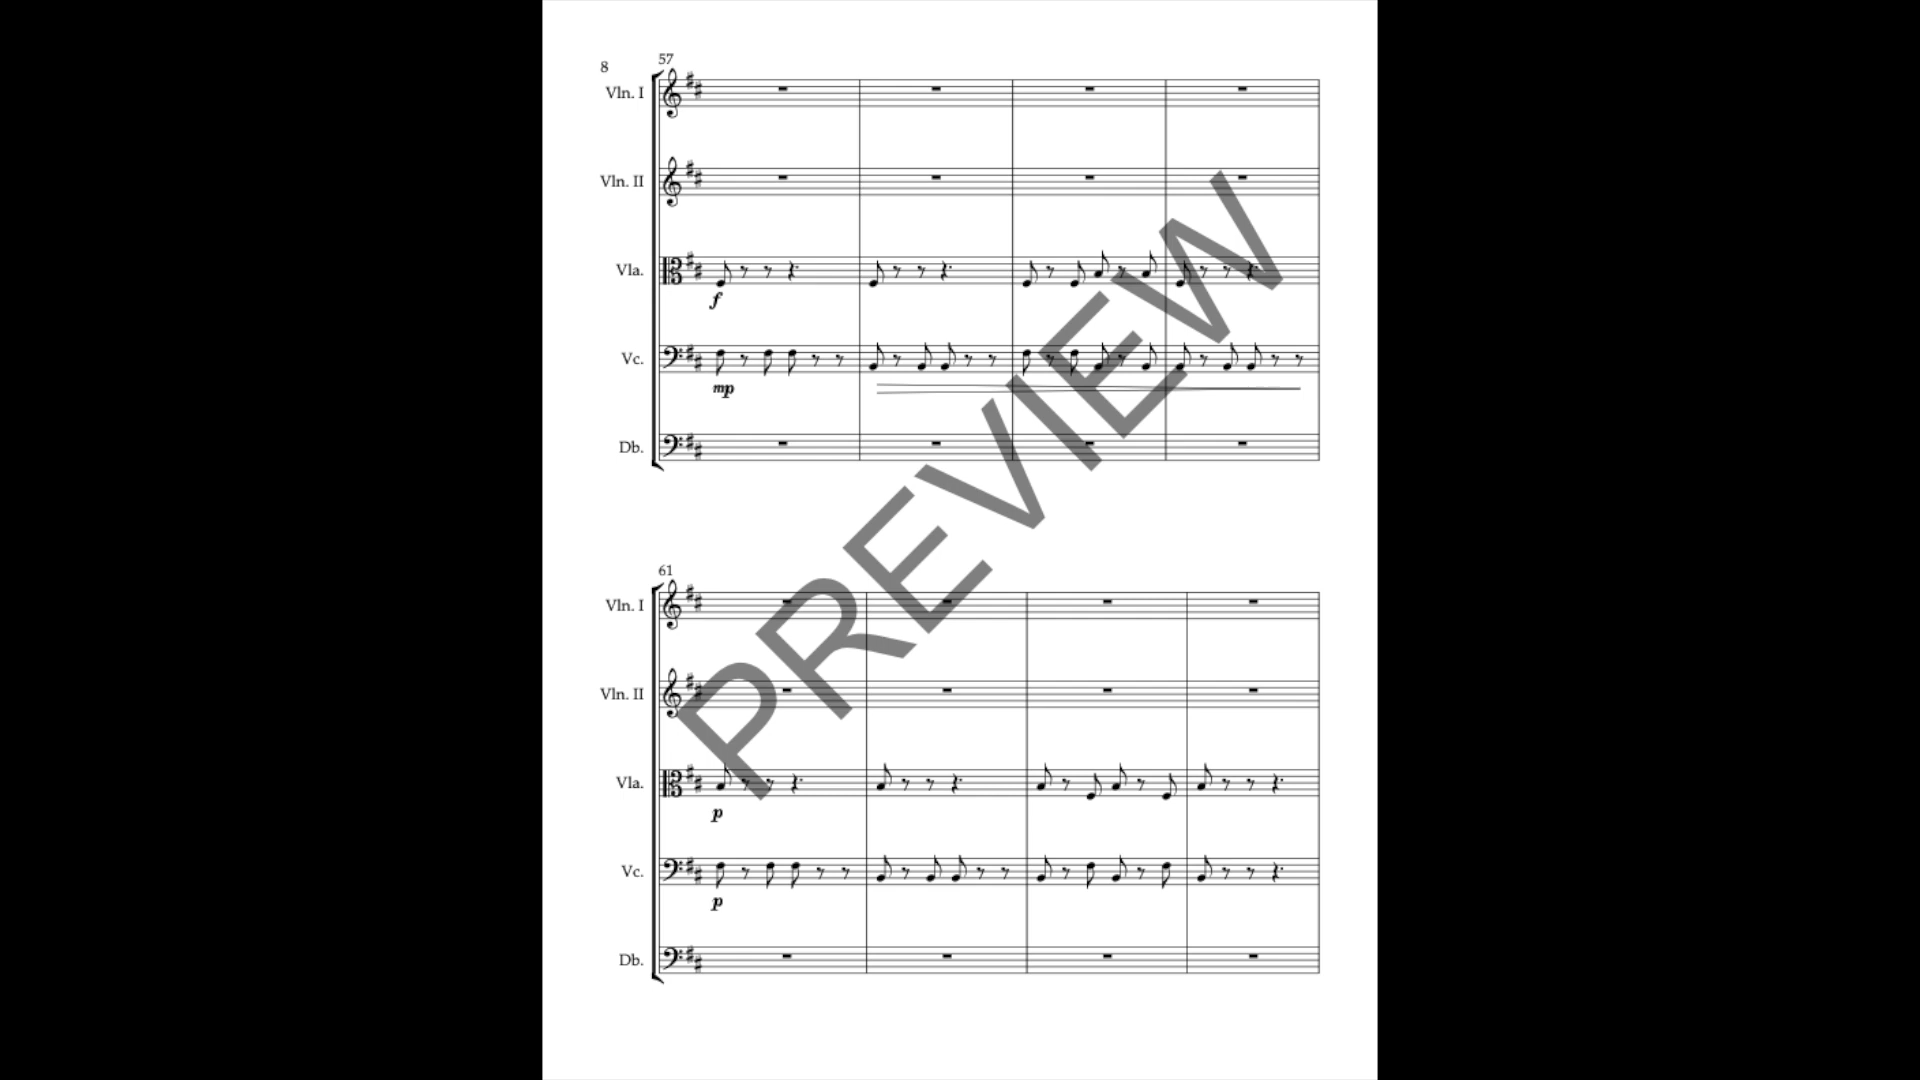 57
8
Vln. I
Vln. II
Vla.
f
Vc.
mp
Db.
PREVIEW
61
Vln. I
Vln. II
Vla.
p
Vc.
p
Db.